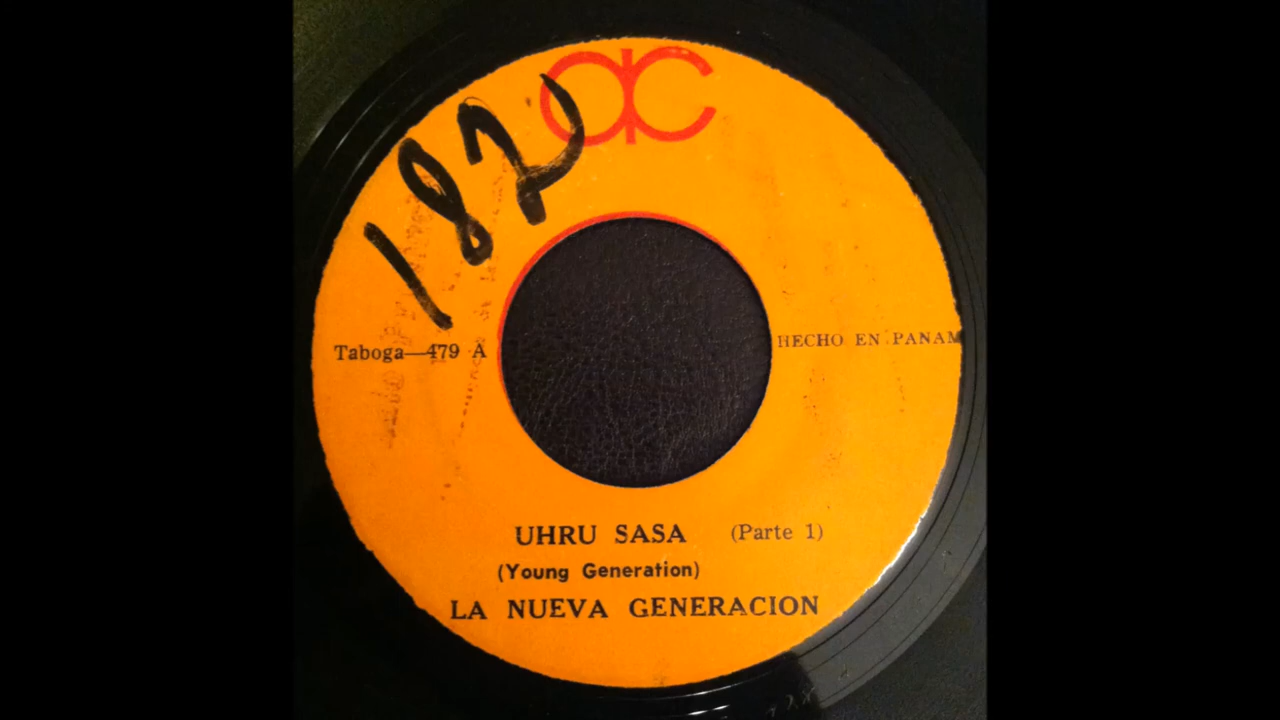 182
Taboga—479 A
HECHO EN PANAM
UHRU SASA (Parte 1)
(Young Generation)
LA NUEVA GENERACION